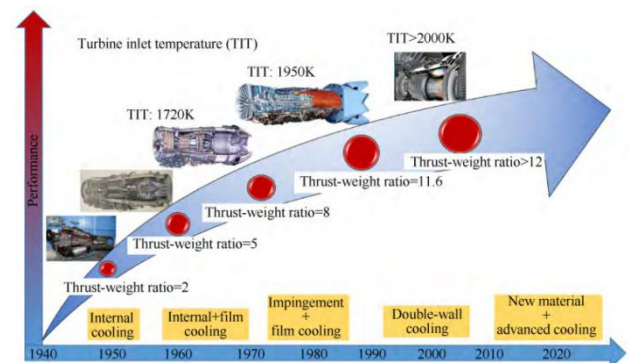 TIT>2000K
Turbine inlet temperature (TIT)
TIT: 1950K
TIT: 1720K
Thrust-weight ratio>12
Thrust-weight ratio=11.6
Thrust-weight ratio=8
Thrust-weight ratio=5
Thrust-weight ratio=2
Performance
Internal
cooling
Internal+film
cooling
Impingement
+
film cooling
Double-wall
cooling
New material
+
advanced cooling
1940 1950 1960 1970 1980 1990 2000 2010 2020